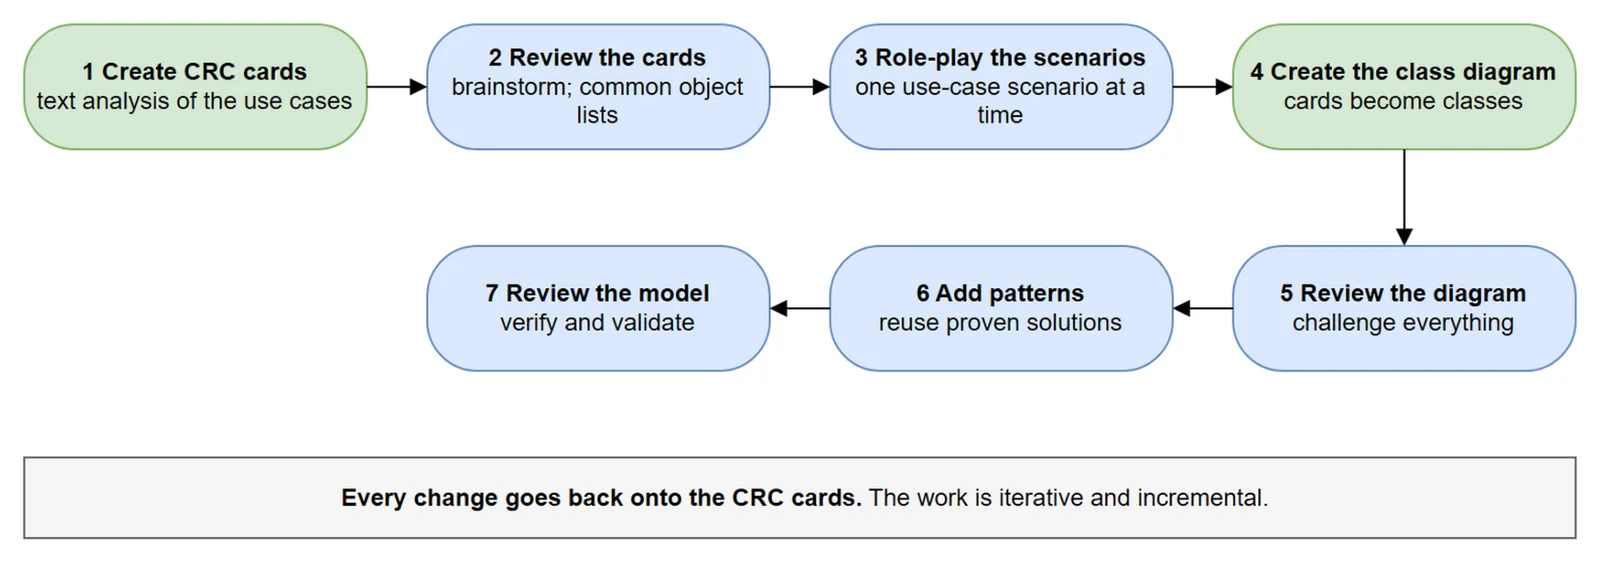 1 Create CRC cards
text analysis of the use cases
2 Review the cards
brainstorm; common object
lists
3 Role-play the scenarios
one use-case scenario at a
time
4 Create the class diagram
cards become classes
5 Review the diagram
challenge everything
6 Add patterns
reuse proven solutions
7 Review the model
verify and validate
Every change goes back onto the CRC cards. The work is iterative and incremental.